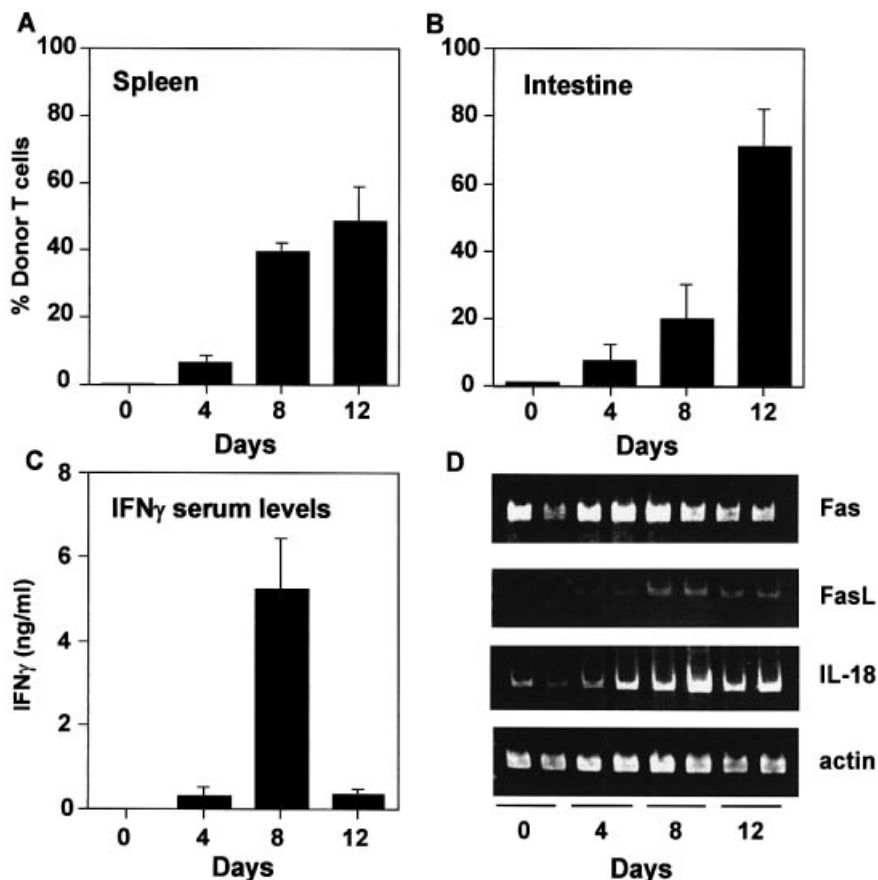 A
100
80
60
40
20
0
% Donor T cells
Spleen
0 4 8 12
Days
B
100
80
60
40
20
0
Intestine
0 4 8 12
Days
C
8
6
4
2
0
IFNγ (ng/ml)
IFNγ serum levels
0 4 8 12
Days
D
Fas
FasL
IL-18
actin
0 4 8 12
Days